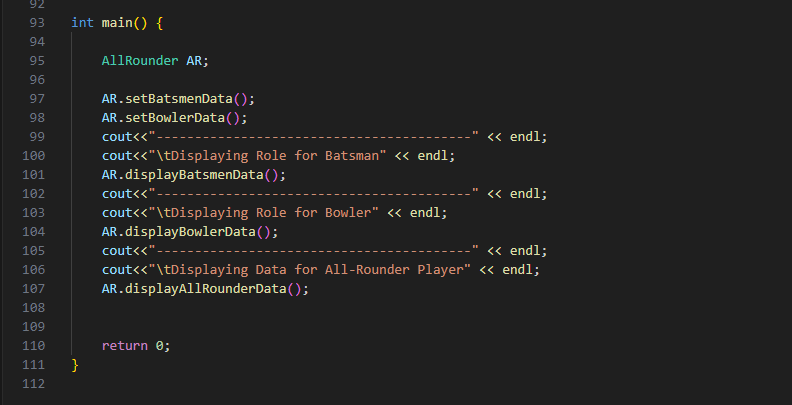 92
93 int main() {
94
95     AllRounder AR;
96
97     AR.setBatsmenData();
98     AR.setBowlerData();
99     cout<<"-----------------------------------------" << endl;
100     cout<<"\tDisplaying Role for Batsman" << endl;
101     AR.displayBatsmenData();
102     cout<<"-----------------------------------------" << endl;
103     cout<<"\tDisplaying Role for Bowler" << endl;
104     AR.displayBowlerData();
105     cout<<"-----------------------------------------" << endl;
106     cout<<"\tDisplaying Data for All-Rounder Player" << endl;
107     AR.displayAllRounderData();
108
109
110     return 0;
111 }
112